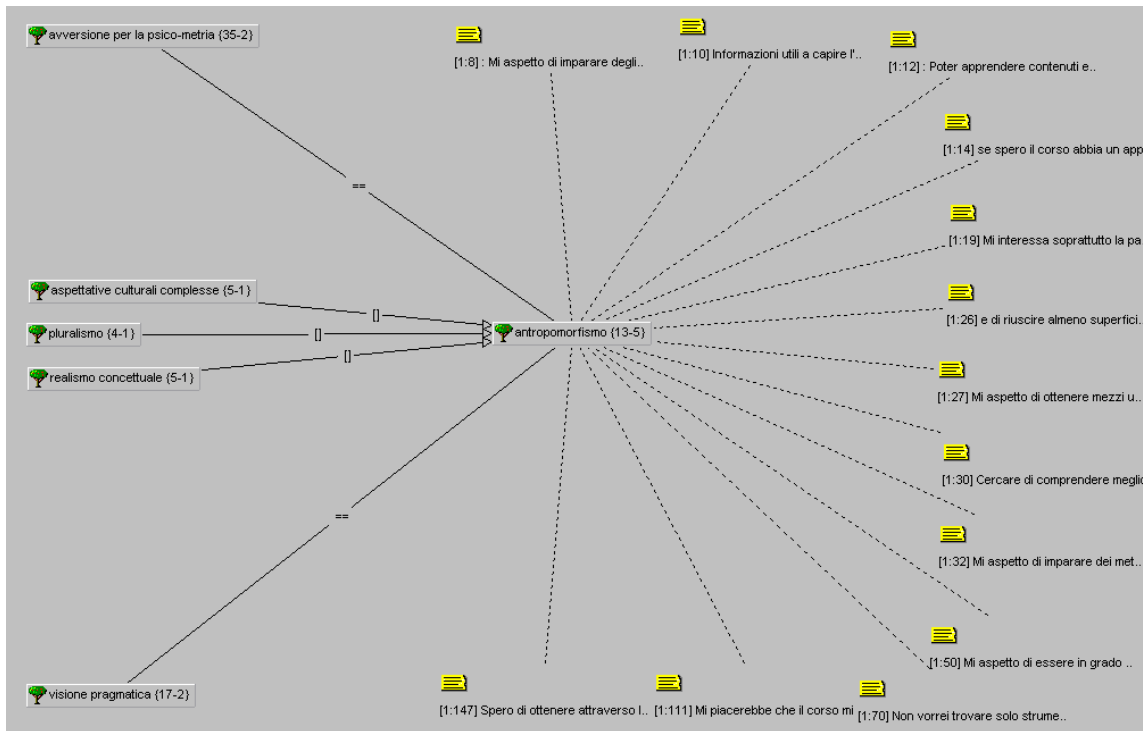 avversione per la psico-metria {35-2}
[1:8] : Mi aspetto di imparare degli..
[1:10] Informazioni utili a capire l'..
[1:12] : Poter apprendere contenuti e..
[1:14] se spero il corso abbia un app
==
[1:19] Mi interessa soprattutto la pa
aspettative culturali complesse {5-1}
[]
[1:26] e di riuscire almeno superfici..
pluralismo {4-1}
[]
antropomorfismo {13-5}
[]
realismo concettuale {5-1}
[1:27] Mi aspetto di ottenere mezzi u..
[1:30] Cercare di comprendere meglio
==
[1:32] Mi aspetto di imparare dei met..
[1:50] Mi aspetto di essere in grado ..
visione pragmatica {17-2}
[1:147] Spero di ottenere attraverso l..
[1:111] Mi piacerebbe che il corso mi
[1:70] Non vorrei trovare solo strume..